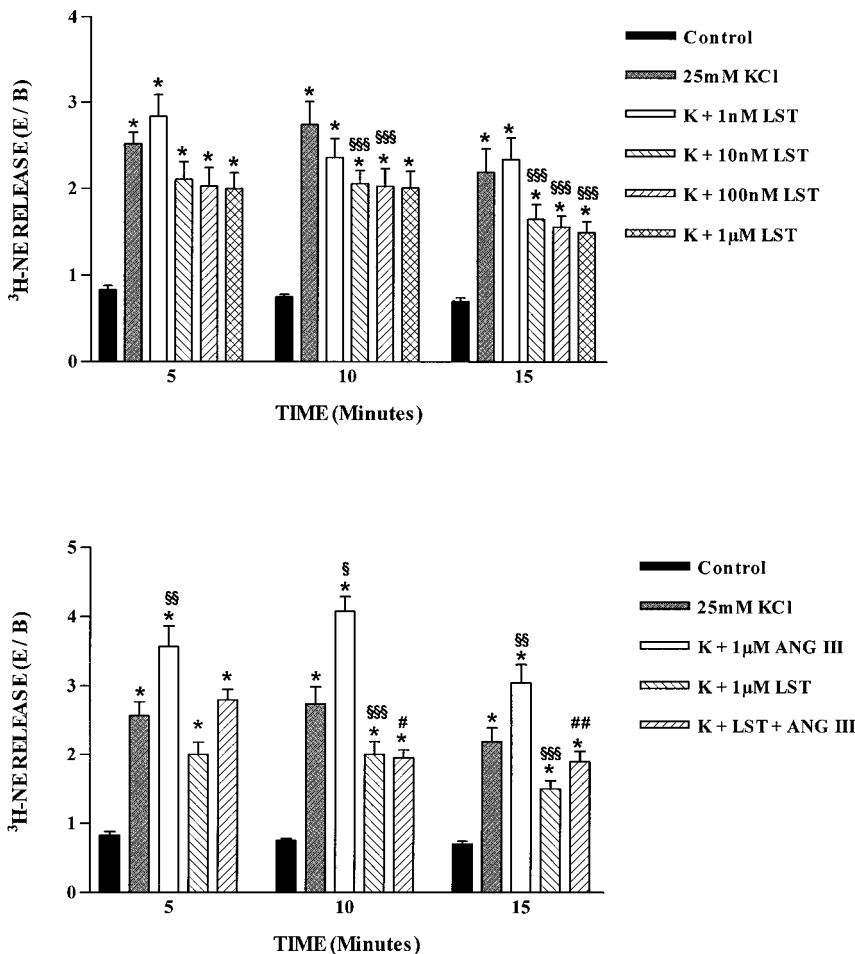 4
3
2
1
0
³H-NE RELEASE (E / B)
* * * * * *
* * §§§ * §§§ * *
* * §§§ * §§§ * §§§ *
5 10 15
TIME (Minutes)
Control
25mM KCl
K + 1nM LST
K + 10nM LST
K + 100nM LST
K + 1µM LST
5
4
3
2
1
0
³H-NE RELEASE (E / B)
* §§ * * *
* § * §§§ * # *
* §§ * §§§ * ## *
5 10 15
TIME (Minutes)
Control
25mM KCl
K + 1µM ANG III
K + 1µM LST
K + LST + ANG III